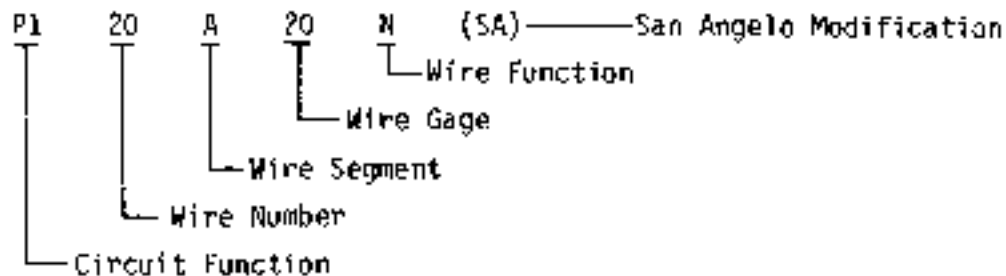 P1 20 A 20 N (SA) San Angelo Modification
Wire Function
Wire Gage
Wire Segment
Wire Number
Circuit Function